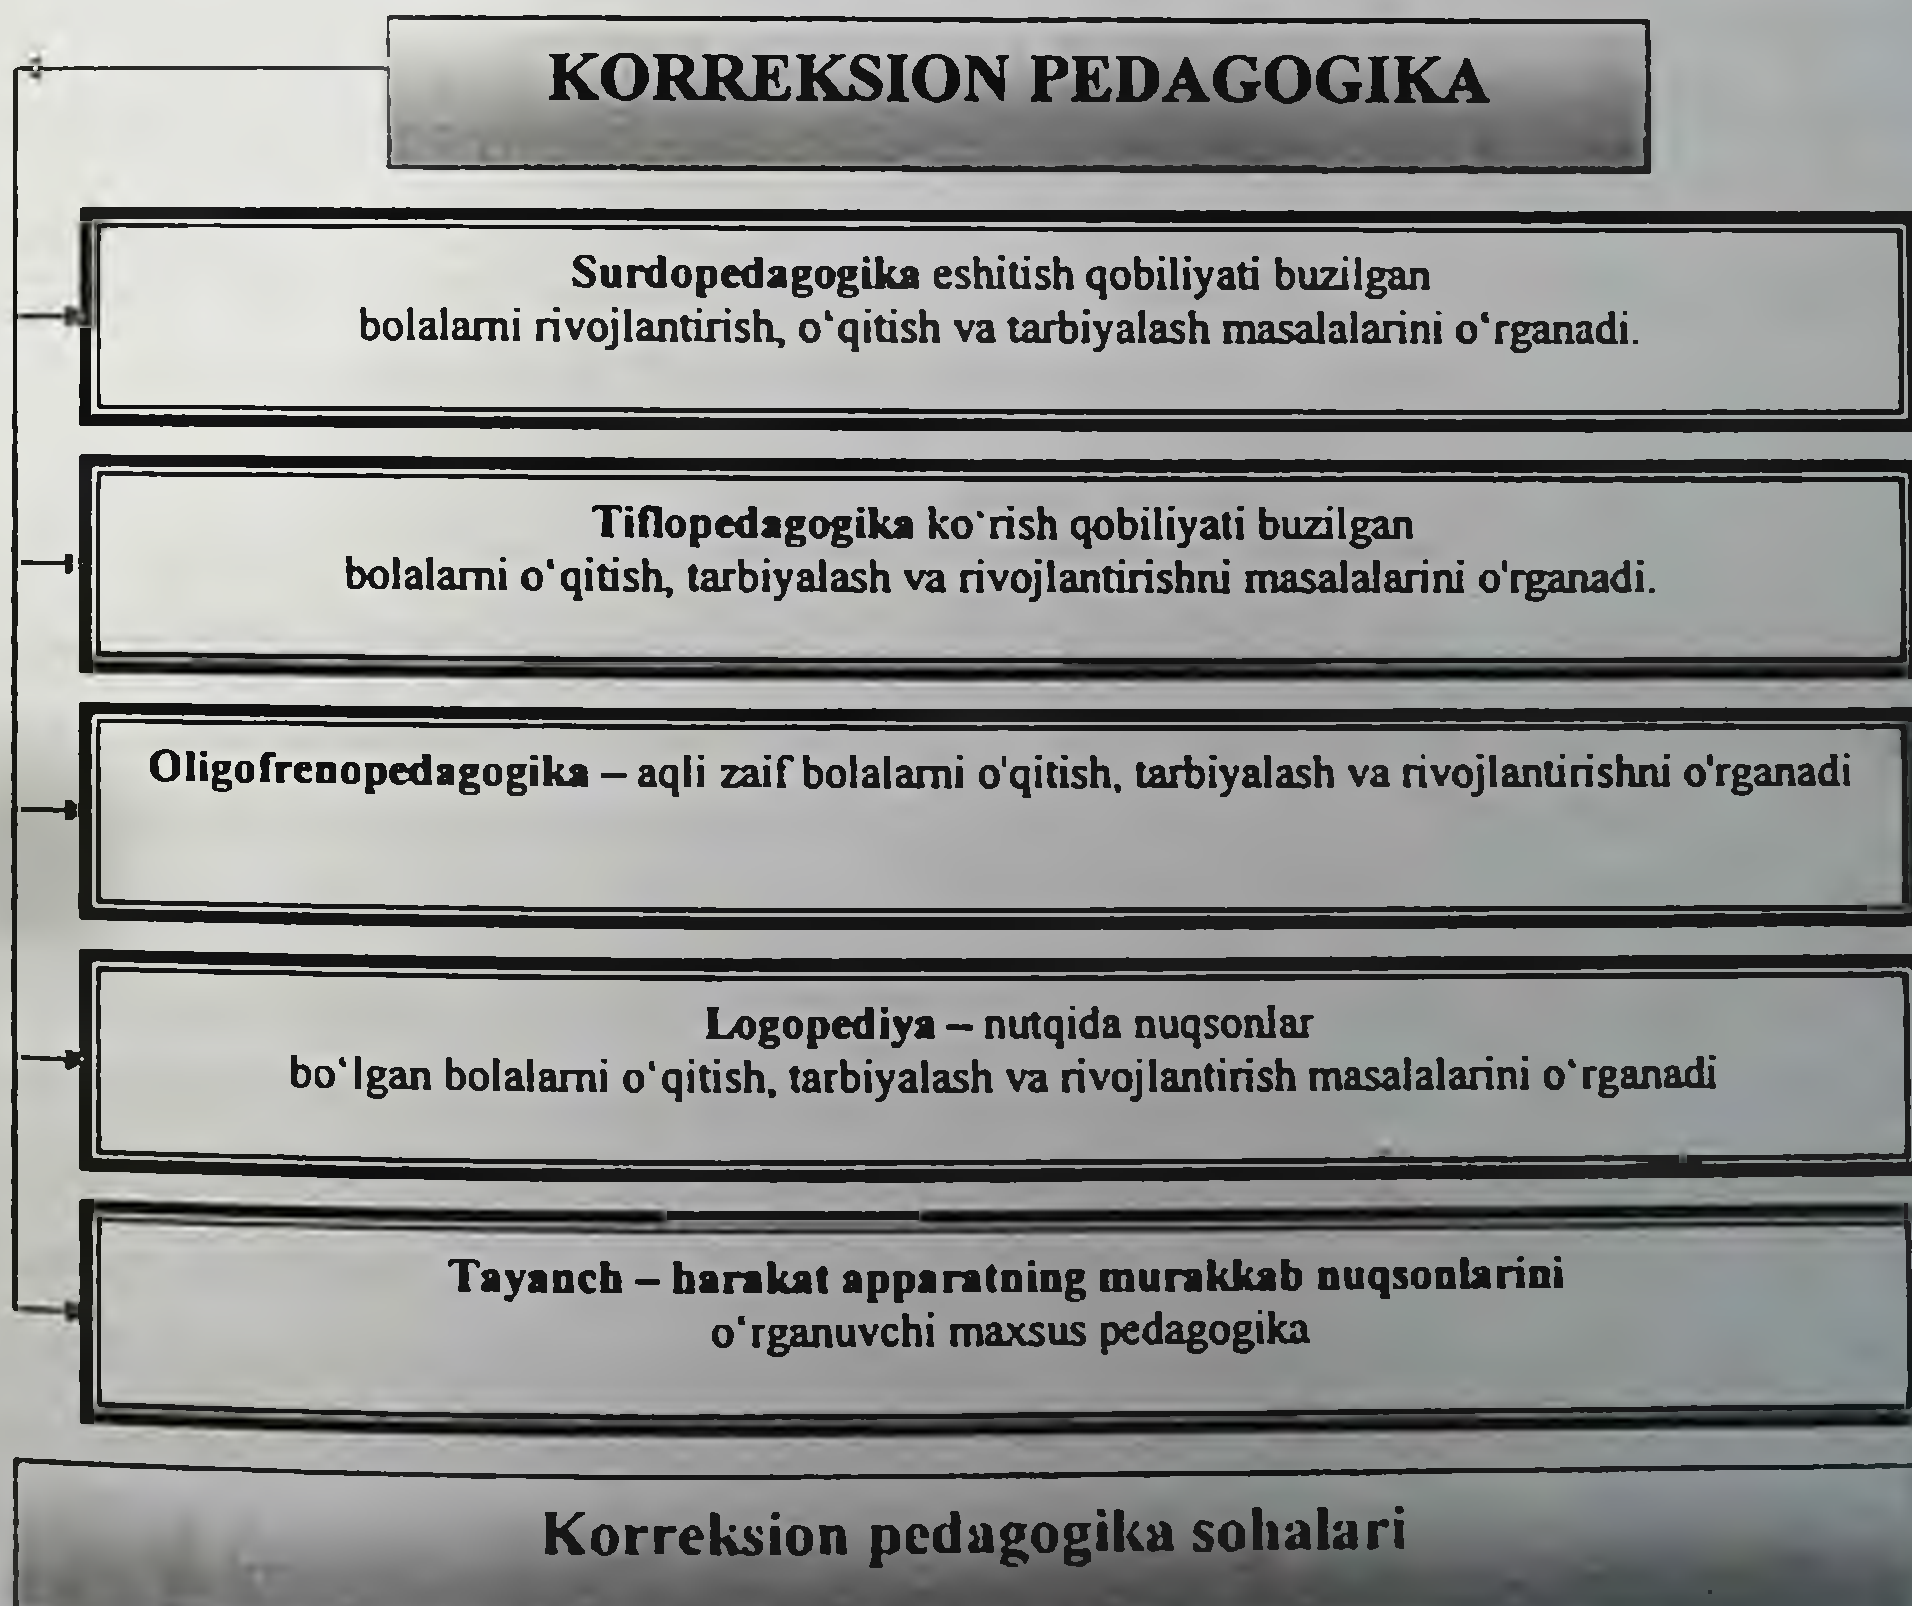 KORREKSION PEDAGOGIKA
Surdopedagogika eshitish qobiliyati buzilgan
bolalarni rivojlantirish, o‘qitish va tarbiyalash masalalarini o‘rganadi.
Tiflopedagogika ko‘rish qobiliyati buzilgan
bolalarni o‘qitish, tarbiyalash va rivojlantirishni masalalarini o'rganadi.
Oligofrenopedagogika – aqli zaif bolalarni o'qitish, tarbiyalash va rivojlantirishni o'rganadi
Logopediya – nutqida nuqsonlar
bo‘lgan bolalarni o‘qitish, tarbiyalash va rivojlantirish masalalarini o‘rganadi
Tayanch – harakat apparatning murakkab nuqsonlarini
o‘rganuvchi maxsus pedagogika
Korreksion pedagogika sohalari